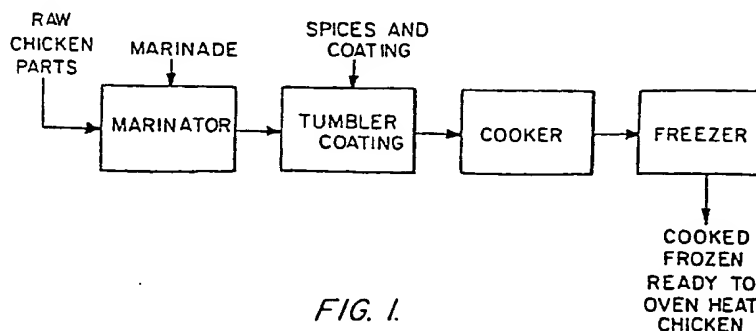 RAW
CHICKEN
PARTS
MARINADE
SPICES AND
COATING
MARINATOR
TUMBLER
COATING
COOKER
FREEZER
COOKED
FROZEN
READY TO
OVEN HEAT
CHICKEN
FIG. 1.